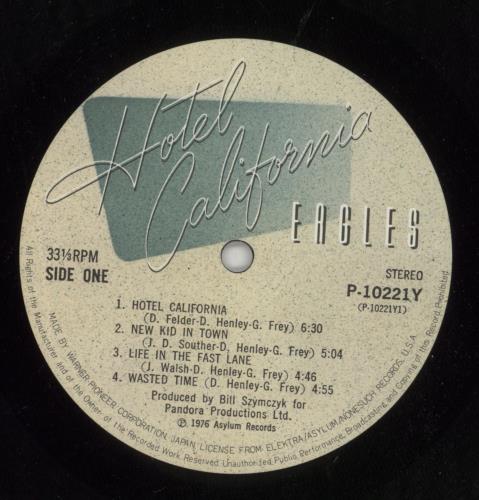 Hotel
California
EAGLES
33⅓RPM
SIDE ONE
STEREO
P-10221Y
(P-10221Y1)
1. HOTEL CALIFORNIA
(D. Felder-D. Henley-G. Frey) 6:30
2. NEW KID IN TOWN
(J. D. Souther-D. Henley-G. Frey) 5:04
3. LIFE IN THE FAST LANE
(J. Walsh-D. Henley-G. Frey) 4:46
4. WASTED TIME (D. Henley-G. Frey) 4:55
Produced by Bill Szymczyk for
Pandora Productions Ltd.
Ⓟ 1976 Asylum Records
MADE BY WARNER-PIONEER CORPORATION, JAPAN, LICENSE FROM ELEKTRA/ASYLUM/NONESUCH RECORDS, U.S.A.
All Rights of the Manufacturer and of the Owner of the Recorded Work Reserved Unauthorized Public Performance, Broadcasting and Copying of this Record Prohibited